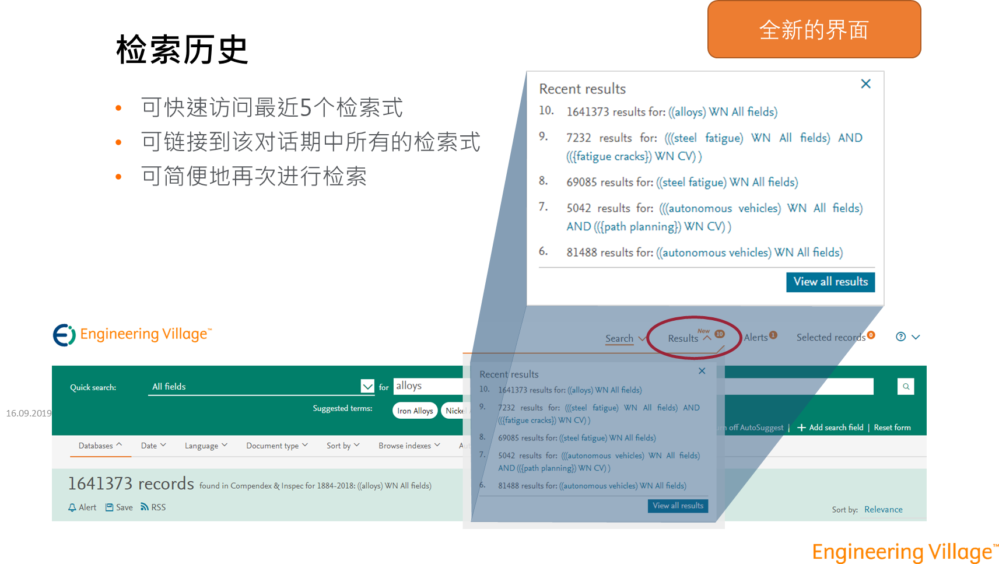 全新的界面
检索历史
• 可快速访问最近5个检索式
• 可链接到该对话期中所有的检索式
• 可简便地再次进行检索
Recent results
10. 1641373 results for: ((alloys) WN All fields)
9. 7232 results for: (((steel fatigue) WN All fields) AND
(({fatigue cracks}) WN CV) )
8. 69085 results for: ((steel fatigue) WN All fields)
7. 5042 results for: (((autonomous vehicles) WN All fields)
AND (({path planning}) WN CV) )
6. 81488 results for: ((autonomous vehicles) WN All fields)
View all results
Engineering Village™
Search Results New 10 Alerts 1 Selected records 0 ?
Quick search: All fields for alloys
Suggested terms: Iron Alloys Nickel
off AutoSuggest | + Add search field | Reset form
Databases Date Language Document type Sort by Browse indexes
Recent results
10. 1641373 results for: ((alloys) WN All fields)
9. 7232 results for: (((steel fatigue) WN All fields) AND
(({fatigue cracks}) WN CV) )
8. 69085 results for: ((steel fatigue) WN All fields)
7. 5042 results for: (((autonomous vehicles) WN All fields)
AND (({path planning}) WN CV) )
6. 81488 results for: ((autonomous vehicles) WN All fields)
View all results
1641373 records found in Compendex & Inspec for 1884-2018: ((alloys) WN All fields)
Alert Save RSS
Sort by: Relevance
16.09.2019
Engineering Village™